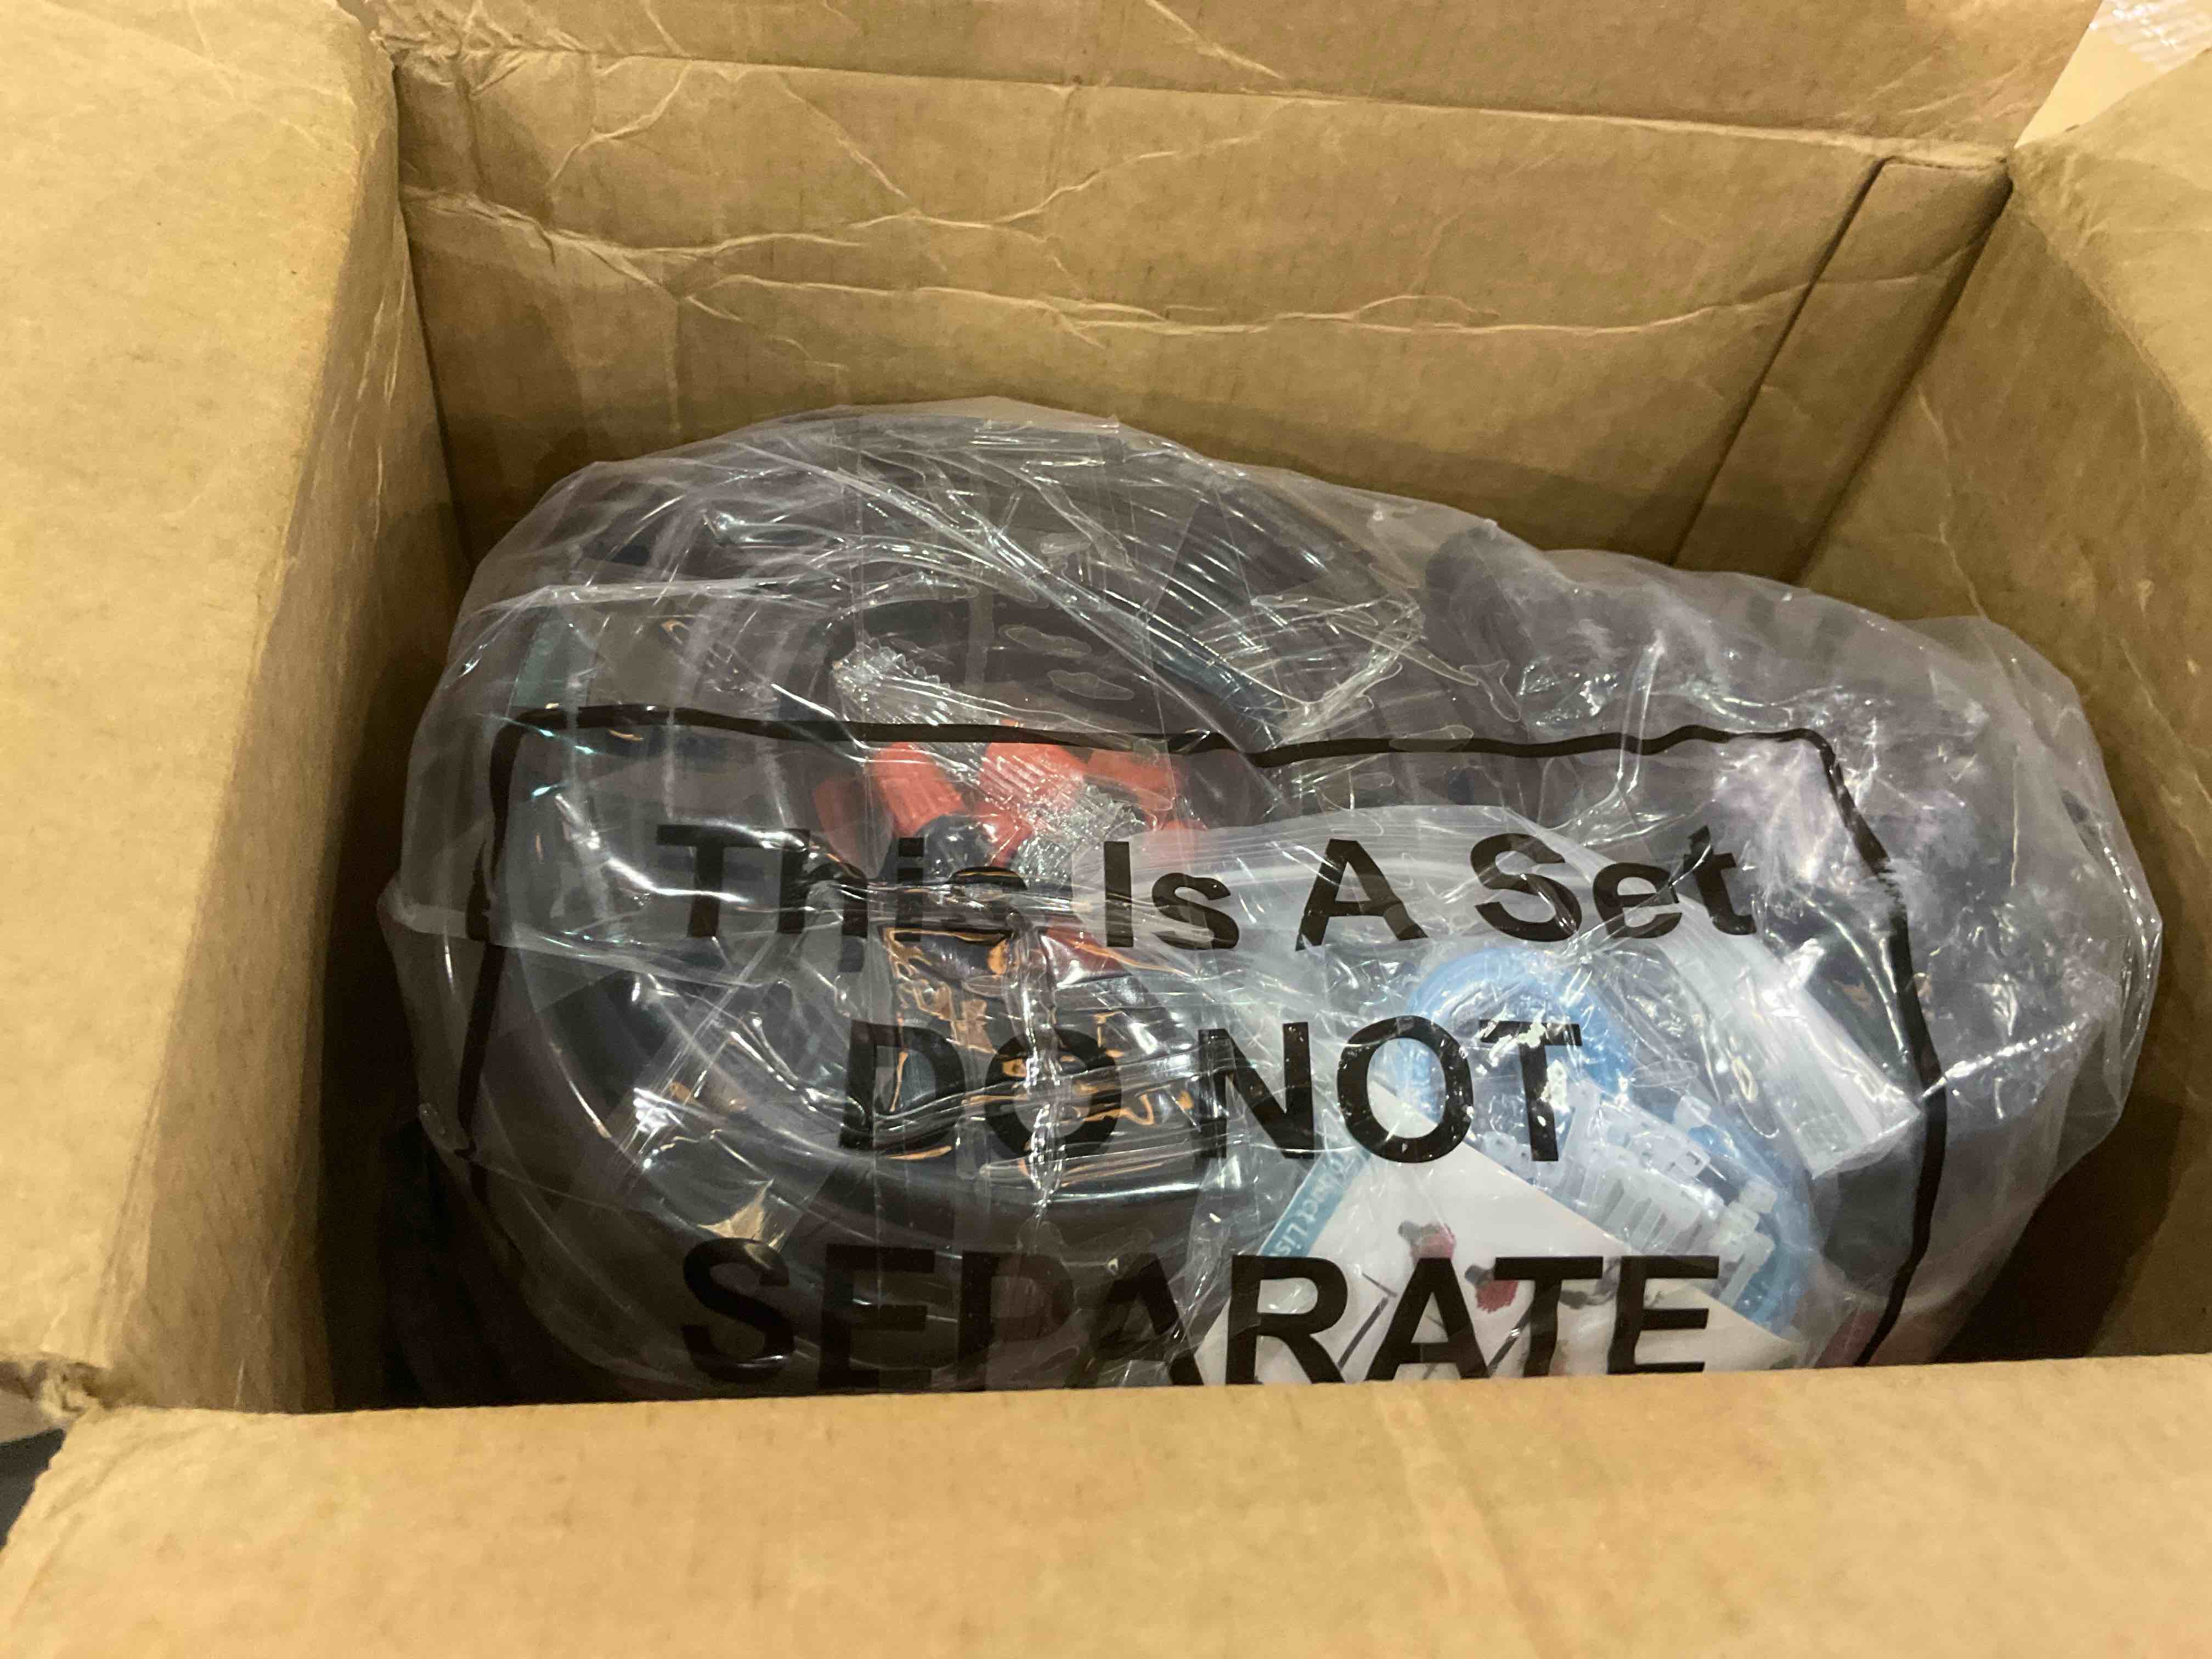 This Is A Set
DO NOT
SEPARATE